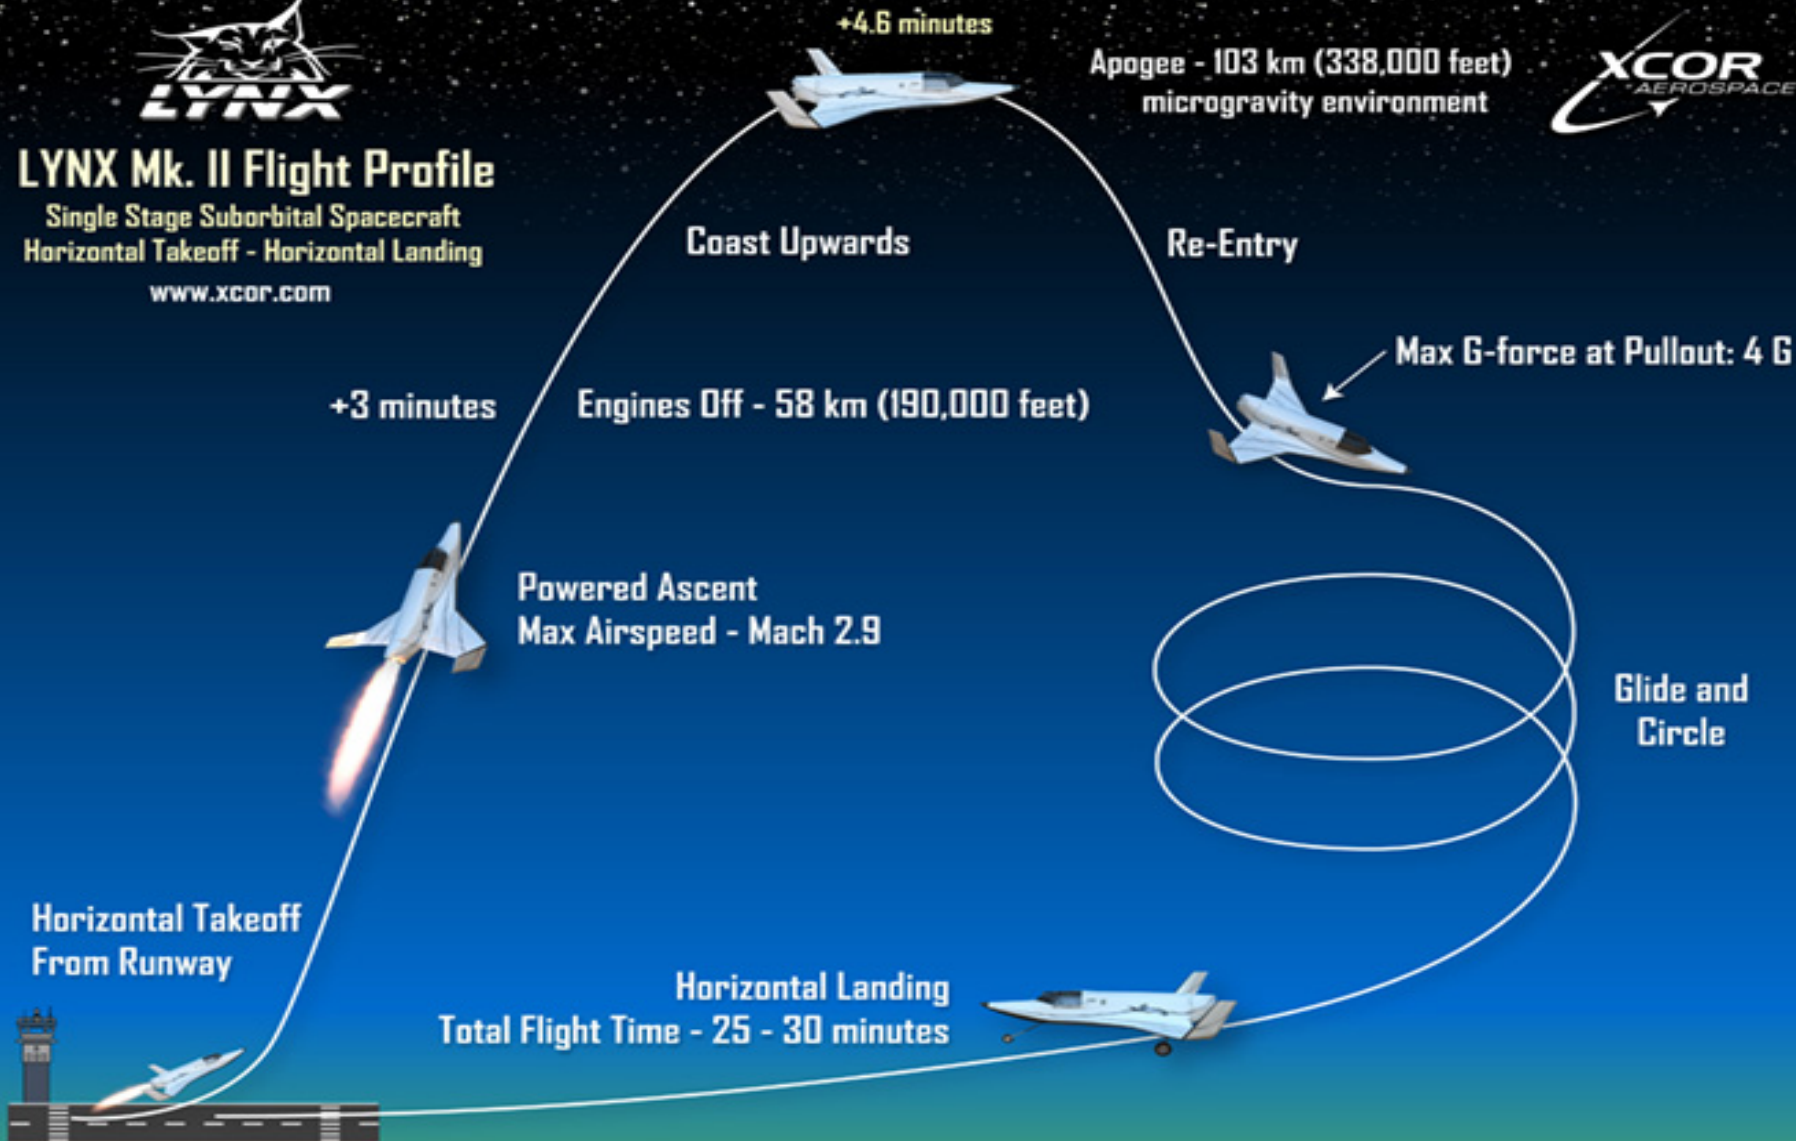 +4.6 minutes
LYNX
Apogee - 103 km (338,000 feet)
microgravity environment
XCOR
AEROSPACE
LYNX Mk. II Flight Profile
Single Stage Suborbital Spacecraft
Horizontal Takeoff - Horizontal Landing
www.xcor.com
Coast Upwards
Re-Entry
Max G-force at Pullout: 4 G
+3 minutes
Engines Off - 58 km (190,000 feet)
Powered Ascent
Max Airspeed - Mach 2.9
Glide and
Circle
Horizontal Takeoff
From Runway
Horizontal Landing
Total Flight Time - 25 - 30 minutes